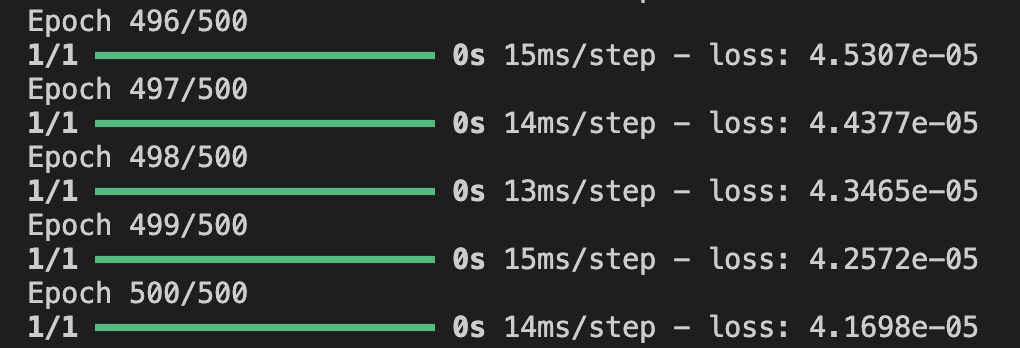 Epoch 496/500
1/1 0s 15ms/step - loss: 4.5307e-05
Epoch 497/500
1/1 0s 14ms/step - loss: 4.4377e-05
Epoch 498/500
1/1 0s 13ms/step - loss: 4.3465e-05
Epoch 499/500
1/1 0s 15ms/step - loss: 4.2572e-05
Epoch 500/500
1/1 0s 14ms/step - loss: 4.1698e-05